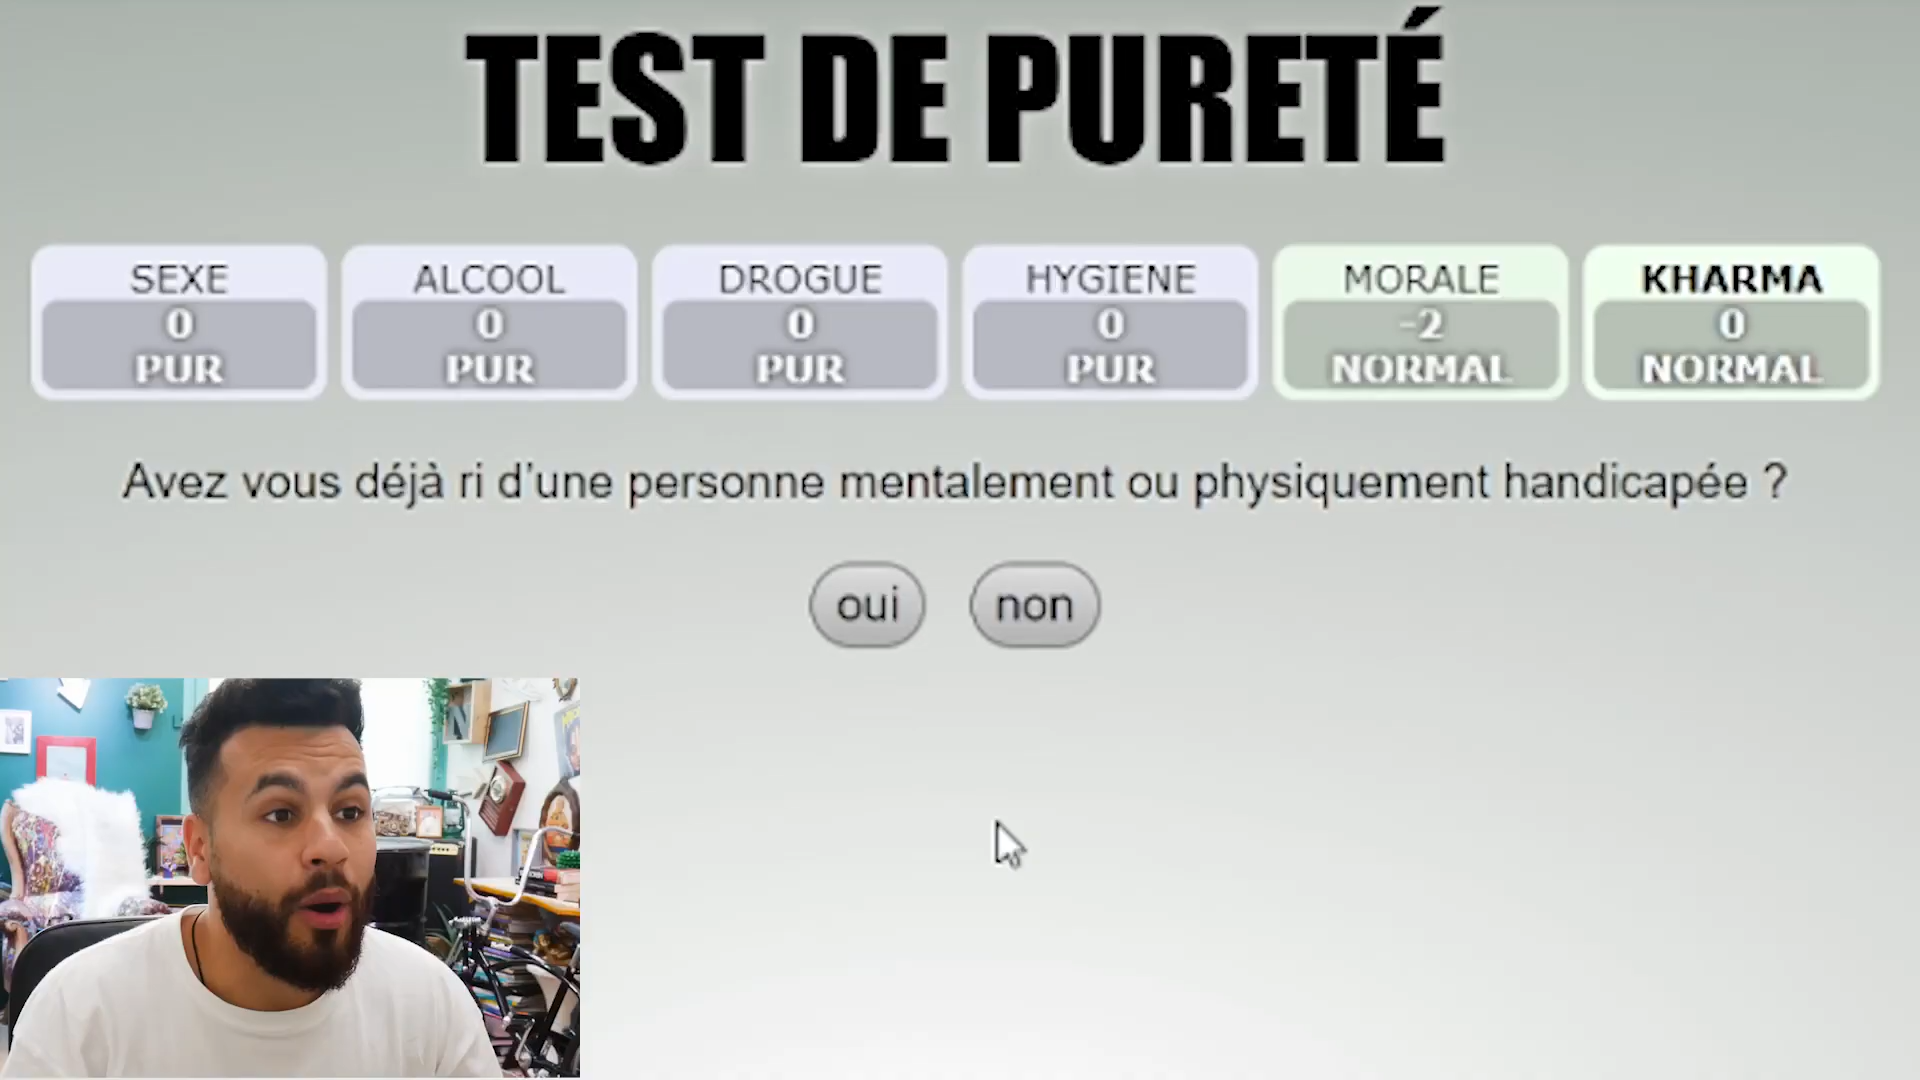 TEST DE PURETÉ
SEXE
0
PUR
ALCOOL
0
PUR
DROGUE
0
PUR
HYGIENE
0
PUR
MORALE
-2
NORMAL
KHARMA
0
NORMAL
Avez vous déjà ri d’une personne mentalement ou physiquement handicapée ?
oui non
N